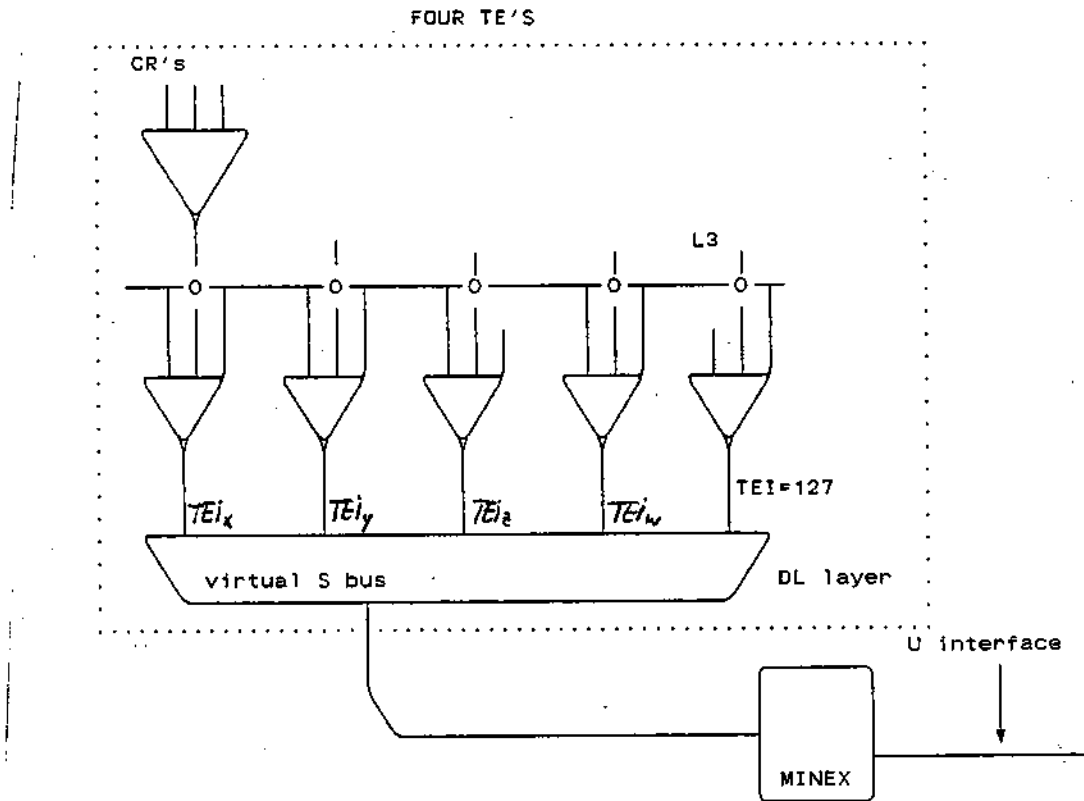 FOUR TE'S
CR's
L3
TEI=127
TEix TEiy TEiz TEiw
virtual S bus
DL layer
U interface
MINEX